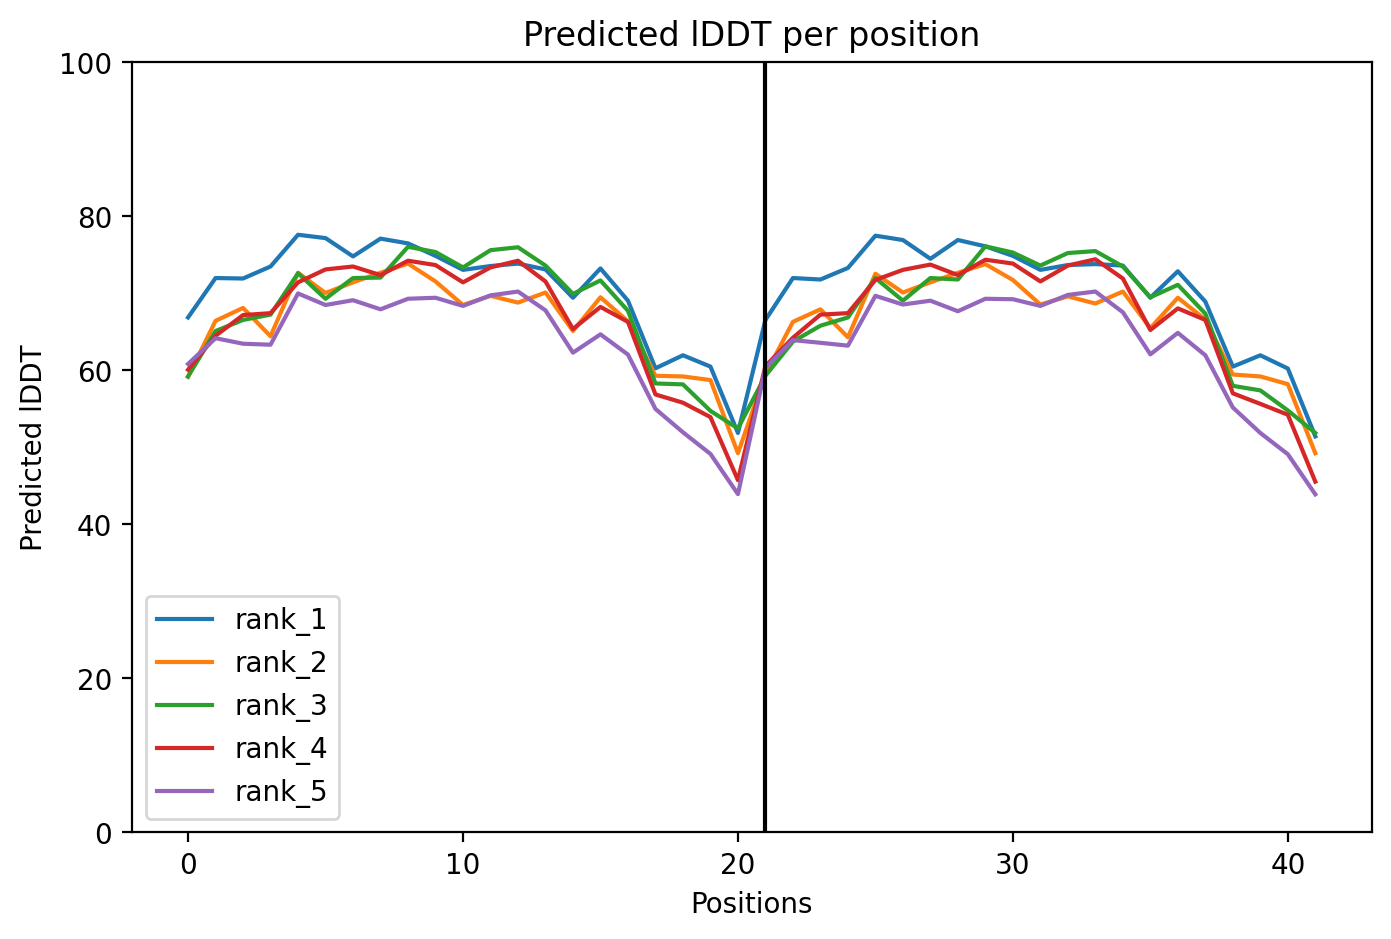 Predicted lDDT per position
Predicted lDDT
100
80
60
40
20
0
rank_1
rank_2
rank_3
rank_4
rank_5
0 10 20 30 40
Positions